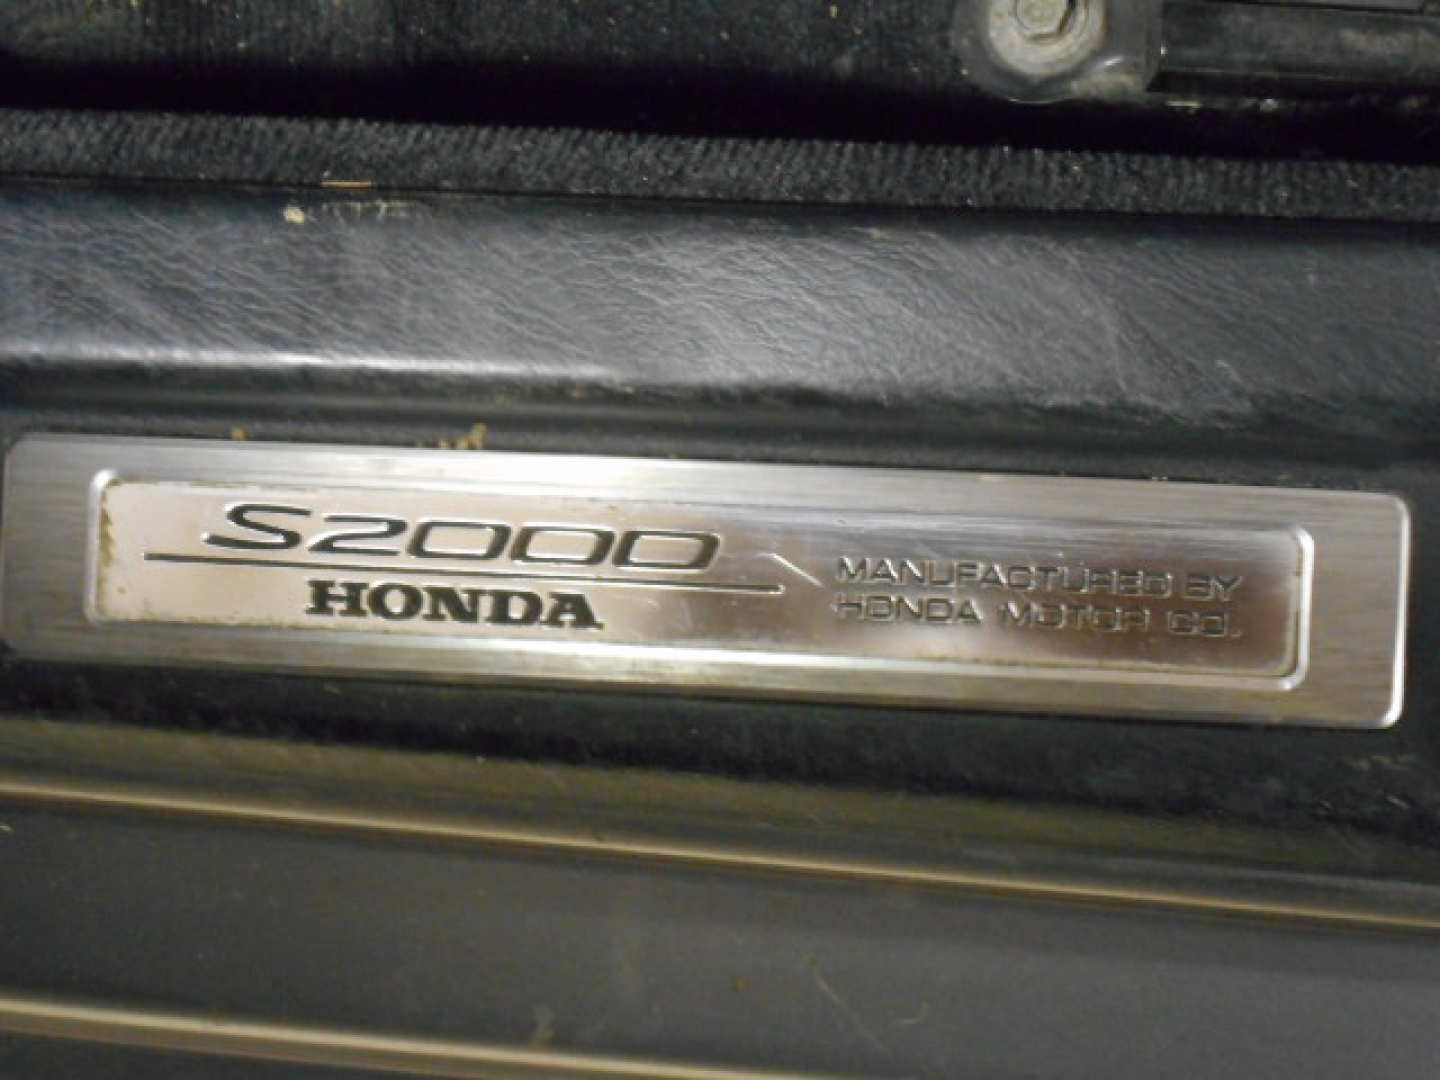 S2000
HONDA
MANUFACTURED BY
HONDA MOTOR CO.